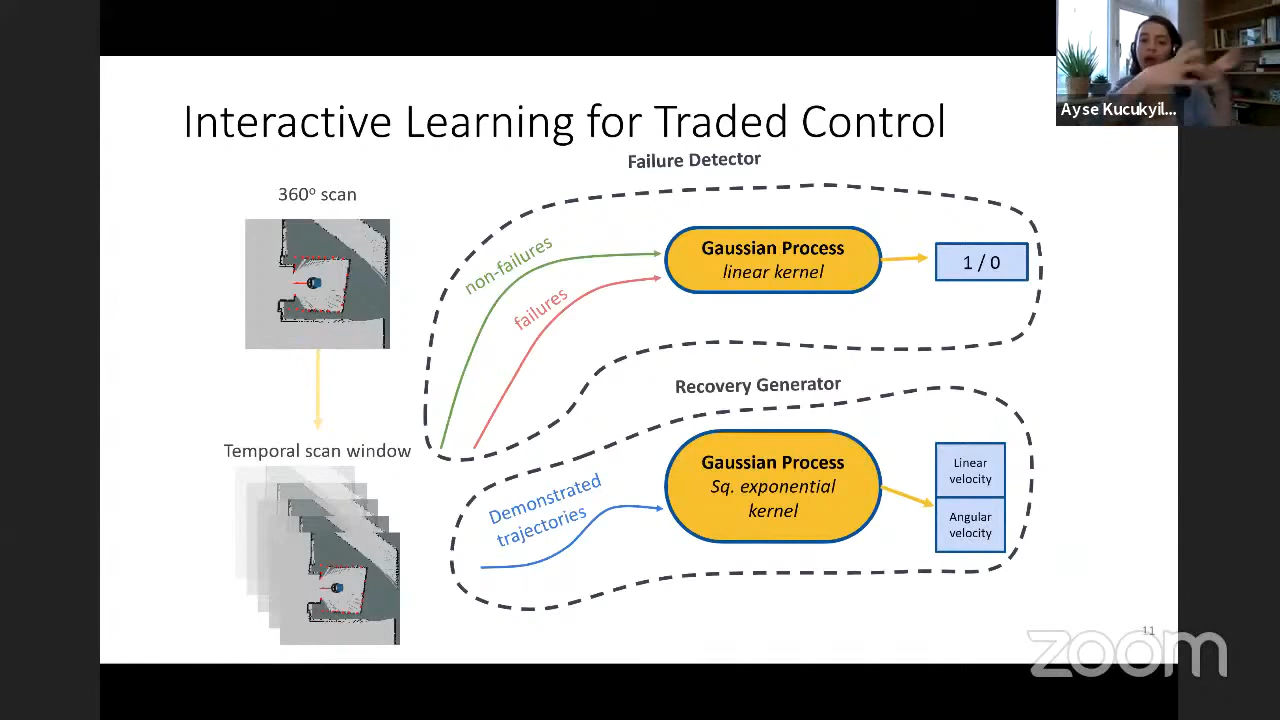 Ayse Kucukyil...
Interactive Learning for Traded Control
Failure Detector
360º scan
non-failures
failures
Gaussian Process
linear kernel
1 / 0
Recovery Generator
Temporal scan window
Demonstrated
trajectories
Gaussian Process
Sq. exponential
kernel
Linear
velocity
Angular
velocity
11
zoom